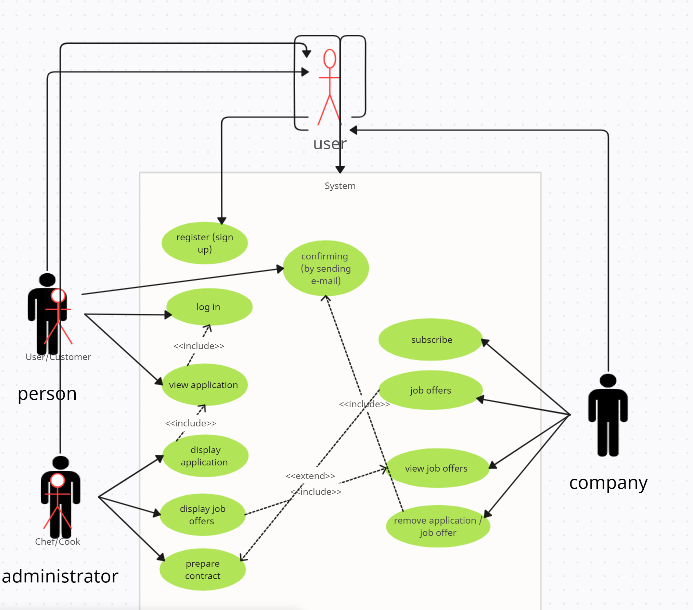 user
System
register (sign
up)
confirming
(by sending
e-mail)
log in
<<include>>
subscribe
User/Customer
person
view application
job offers
<<include>>
<<include>>
display
application
view job offers
<<extend>>
<<include>>
company
display job
offers
remove application /
job offer
Chef/Cook
administrator
prepare
contract